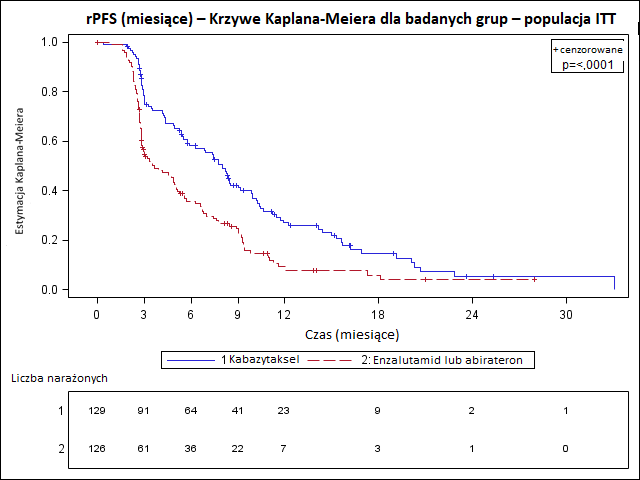 rPFS (miesiące) – Krzywe Kaplana-Meiera dla badanych grup – populacja ITT
+ cenzorowane
p=<,0001
Estymacja Kaplana-Meiera
1.0
0.8
0.6
0.4
0.2
0.0
0 3 6 9 12 18 24 30
Czas (miesiące)
1 Kabazytaksel 2: Enzalutamid lub abirateron
Liczba narażonych
1 129 91 64 41 23 9 2 1
2 126 61 36 22 7 3 1 0